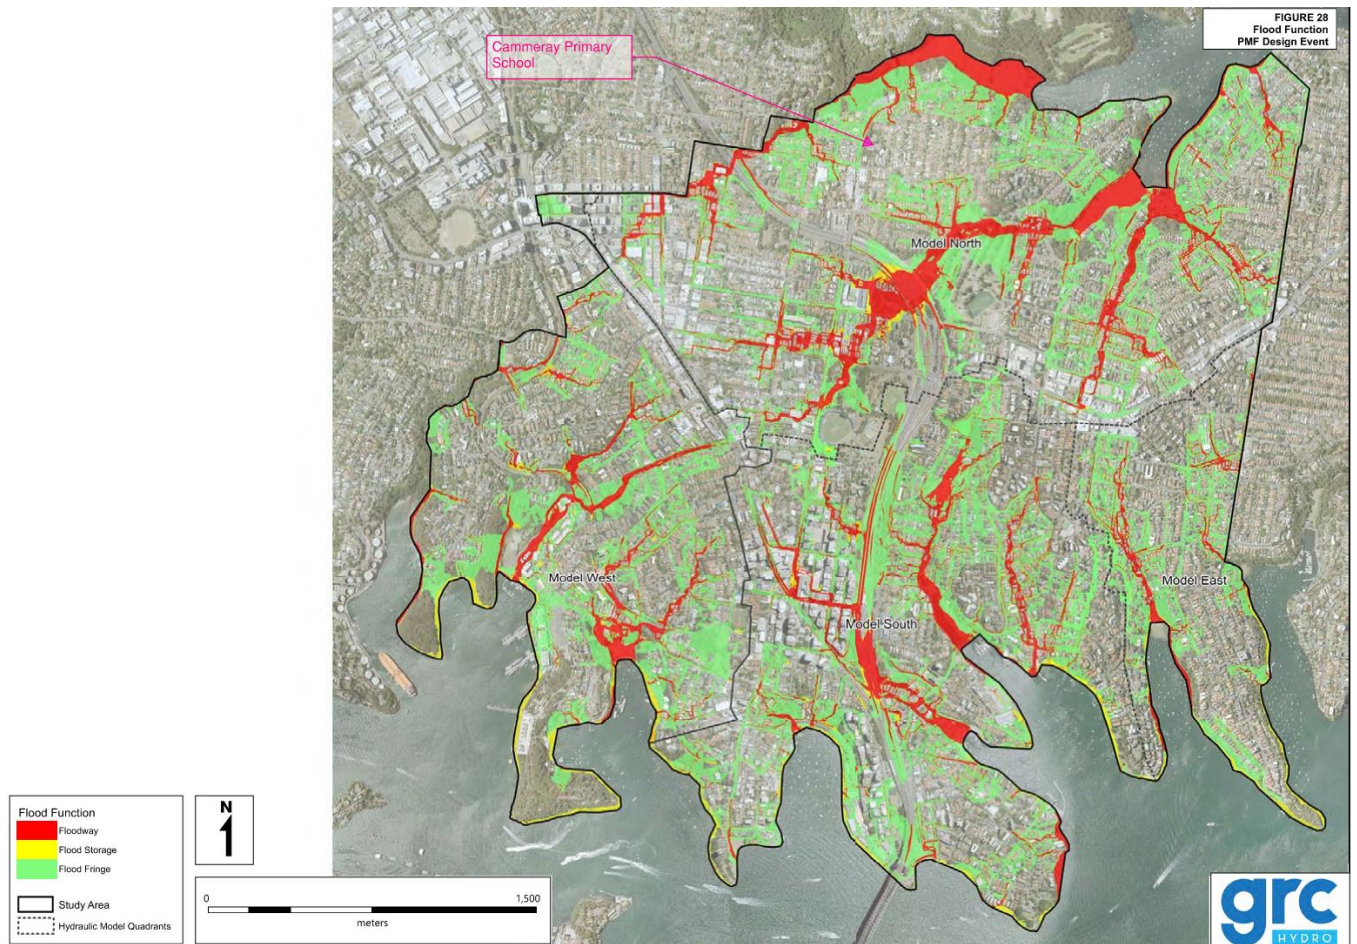 FIGURE 28
Flood Function
PMF Design Event
Cammeray Primary
School
Model North
Model West
Model South
Model East
Flood Function
Floodway
Flood Storage
Flood Fringe
Study Area
Hydraulic Model Quadrants
N
0
1,500
meters
grc
HYDRO